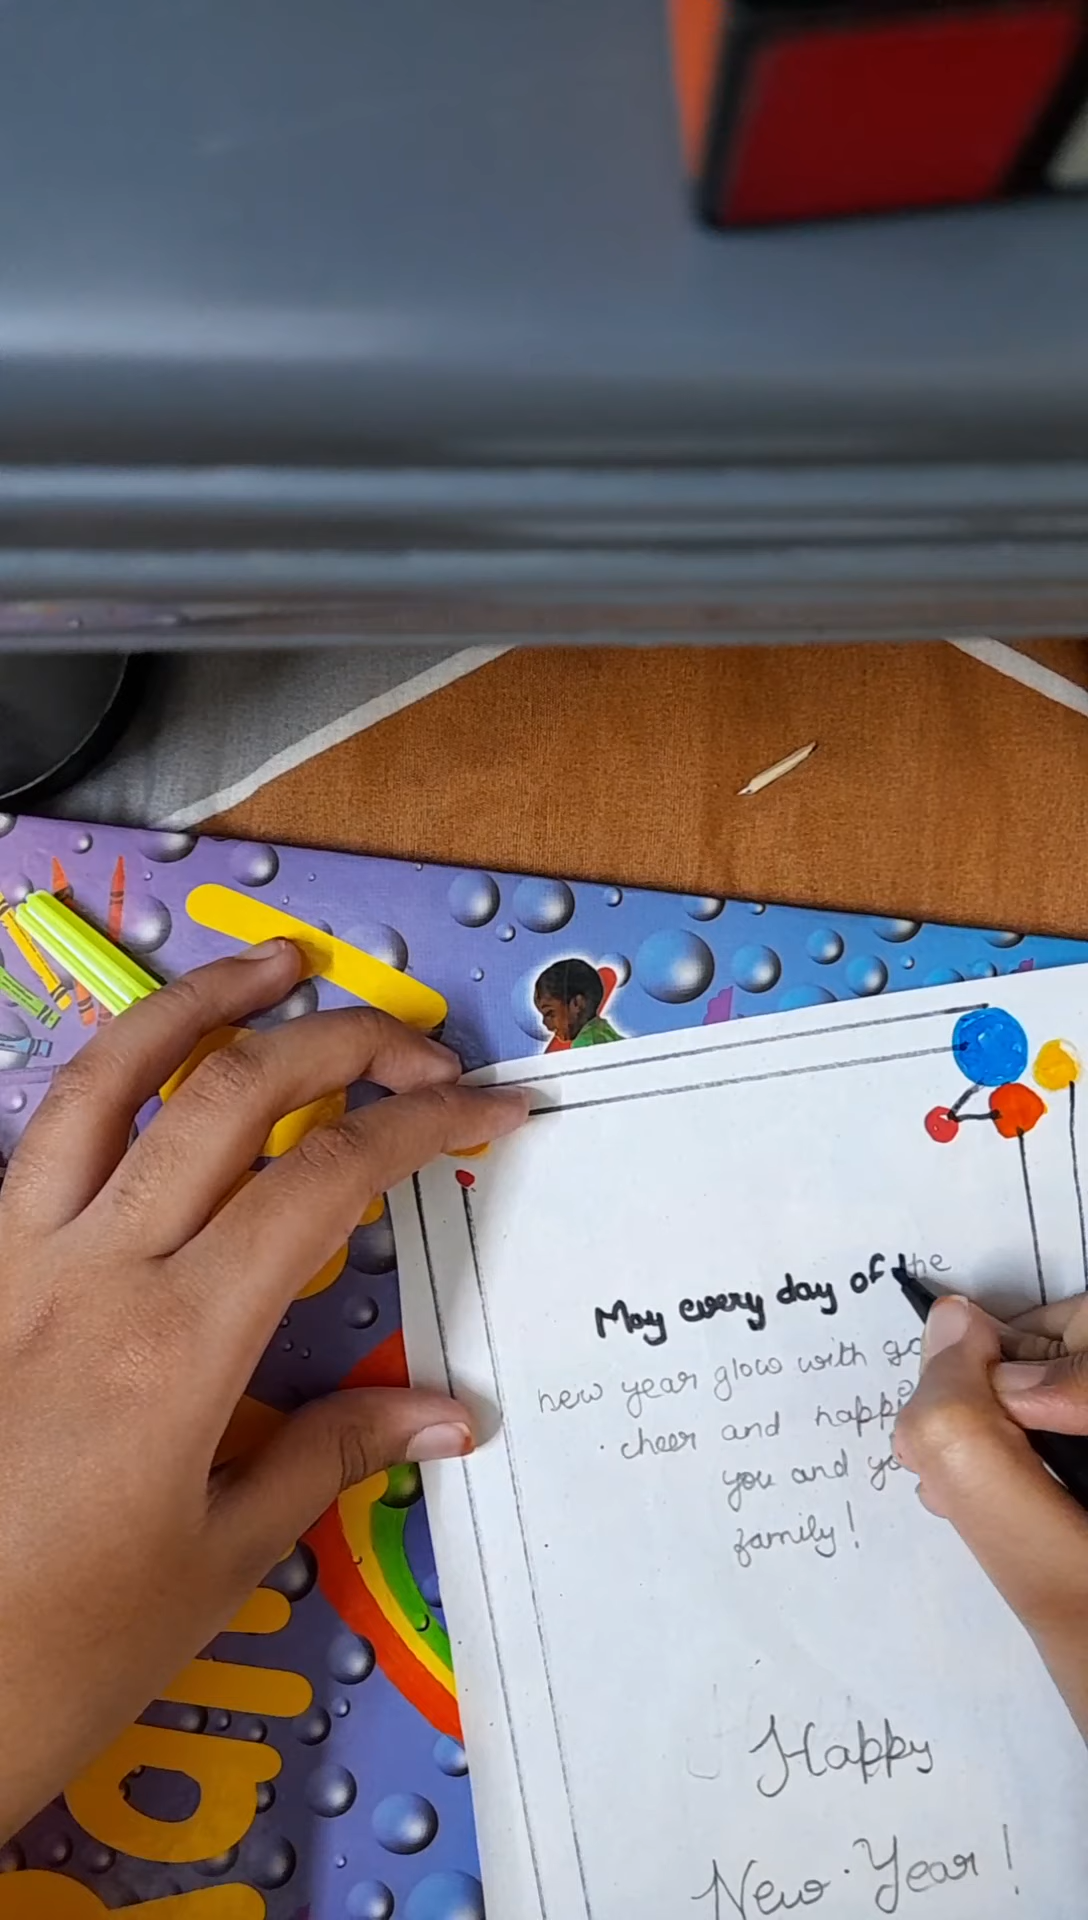 May every day of the
new year glow with
cheer and
you and
family!
Happy
New Year!